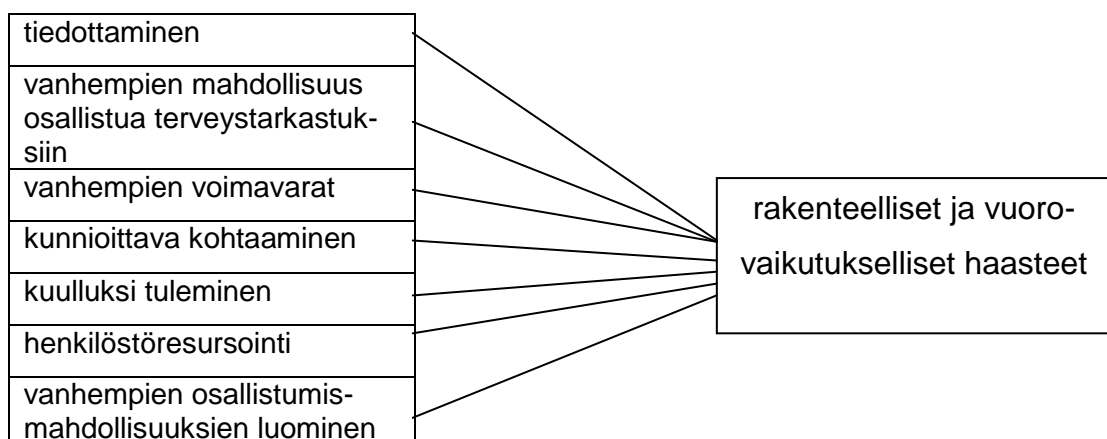 tiedottaminen
vanhempien mahdollisuus
osallistua terveystarkastuk-
siin
vanhempien voimavarat
kunnioittava kohtaaminen
kuulluksi tuleminen
henkilöstöresursointi
vanhempien osallistumis-
mahdollisuuksien luominen
rakenteelliset ja vuoro-
vaikutukselliset haasteet